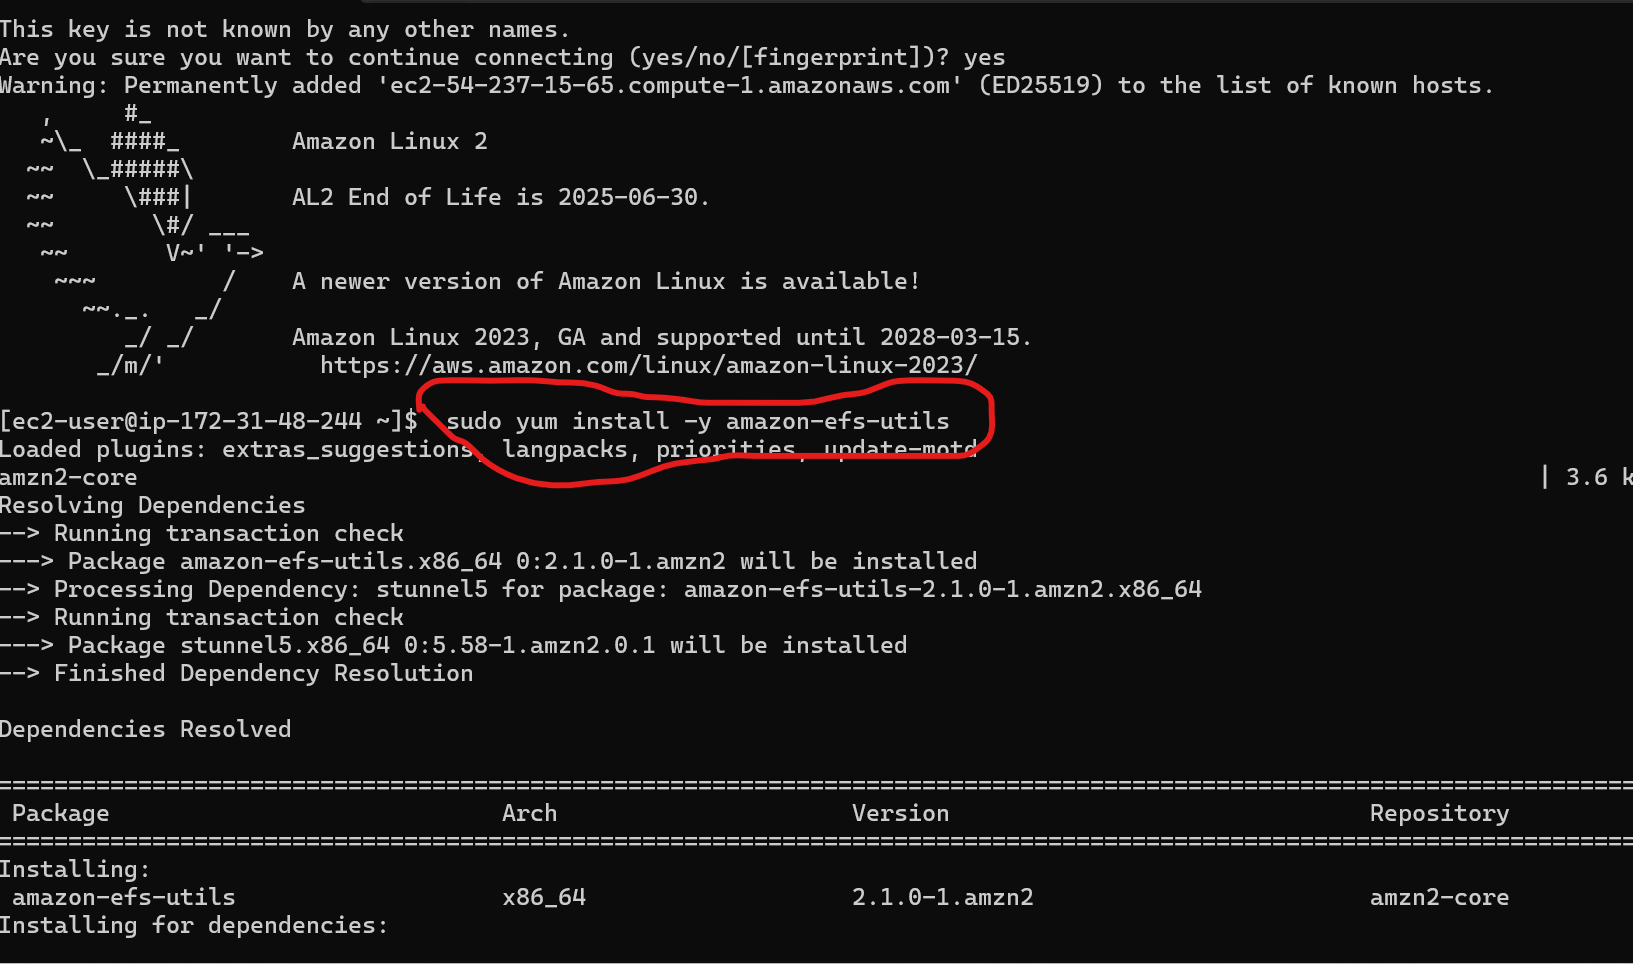 This key is not known by any other names.
Are you sure you want to continue connecting (yes/no/[fingerprint])? yes
Warning: Permanently added 'ec2-54-237-15-65.compute-1.amazonaws.com' (ED25519) to the list of known hosts.
   ,     #_
   ~\_  ####_        Amazon Linux 2
  ~~  \_#####\
  ~~     \###|       AL2 End of Life is 2025-06-30.
  ~~       \#/ ___
   ~~       V~' '->
    ~~~         /    A newer version of Amazon Linux is available!
      ~~._.   _/
         _/ _/       Amazon Linux 2023, GA and supported until 2028-03-15.
       _/m/'           https://aws.amazon.com/linux/amazon-linux-2023/
[ec2-user@ip-172-31-48-244 ~]$  sudo yum install -y amazon-efs-utils
Loaded plugins: extras_suggestions, langpacks, priorities, update-motd
amzn2-core | 3.6 k
Resolving Dependencies
--> Running transaction check
---> Package amazon-efs-utils.x86_64 0:2.1.0-1.amzn2 will be installed
--> Processing Dependency: stunnel5 for package: amazon-efs-utils-2.1.0-1.amzn2.x86_64
--> Running transaction check
---> Package stunnel5.x86_64 0:5.58-1.amzn2.0.1 will be installed
--> Finished Dependency Resolution
Dependencies Resolved
=====================================================================================================================
Package Arch Version Repository
=====================================================================================================================
Installing:
amazon-efs-utils x86_64 2.1.0-1.amzn2 amzn2-core
Installing for dependencies: